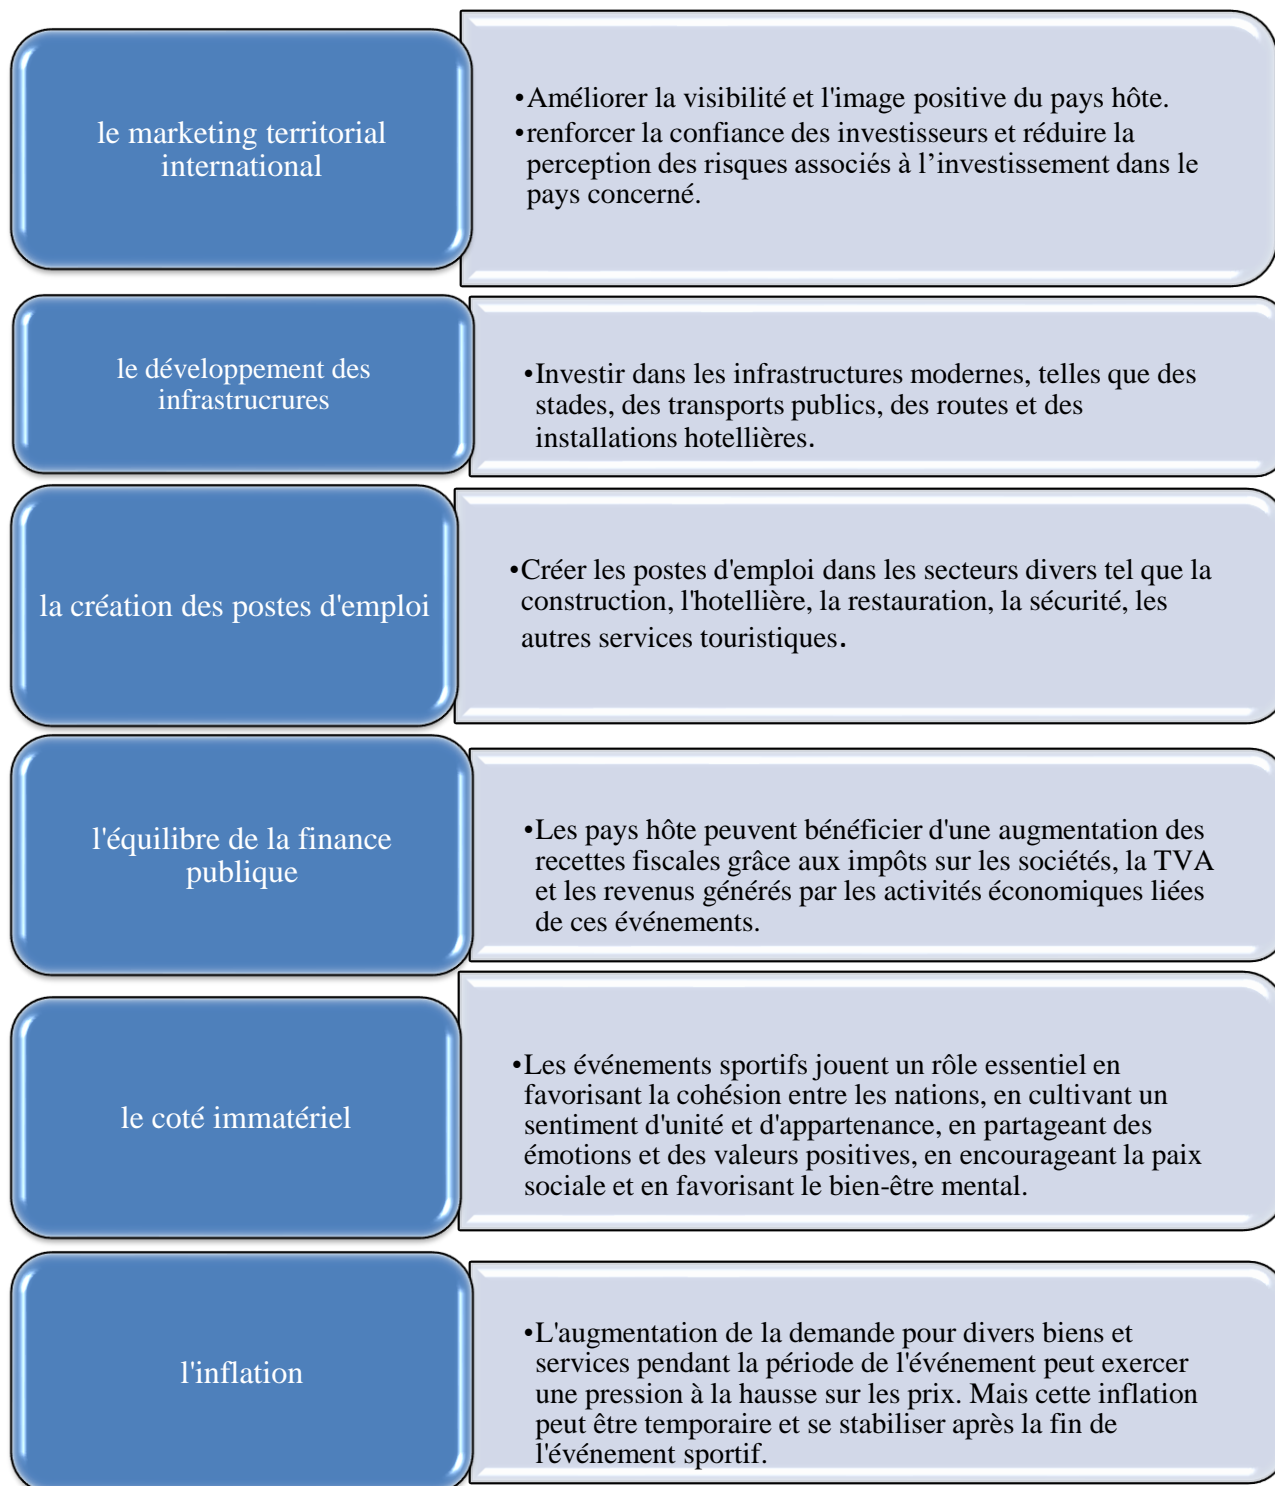 le marketing territorial
international
•Améliorer la visibilité et l'image positive du pays hôte.
•renforcer la confiance des investisseurs et réduire la
perception des risques associés à l’investissement dans le
pays concerné.
le développement des
infrastrucrures
•Investir dans les infrastructures modernes, telles que des
stades, des transports publics, des routes et des
installations hotellières.
la création des postes d'emploi
•Créer les postes d'emploi dans les secteurs divers tel que la
construction, l'hotellière, la restauration, la sécurité, les
autres services touristiques.
l'équilibre de la finance
publique
•Les pays hôte peuvent bénéficier d'une augmentation des
recettes fiscales grâce aux impôts sur les sociétés, la TVA
et les revenus générés par les activités économiques liées
de ces événements.
le coté immatériel
•Les événements sportifs jouent un rôle essentiel en
favorisant la cohésion entre les nations, en cultivant un
sentiment d'unité et d'appartenance, en partageant des
émotions et des valeurs positives, en encourageant la paix
sociale et en favorisant le bien-être mental.
l'inflation
•L'augmentation de la demande pour divers biens et
services pendant la période de l'événement peut exercer
une pression à la hausse sur les prix. Mais cette inflation
peut être temporaire et se stabiliser après la fin de
l'événement sportif.